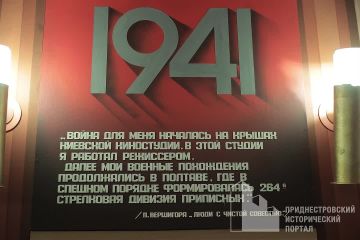 1941
„ВОЙНА ДЛЯ МЕНЯ НАЧАЛАСЬ НА КРЫШАХ
КИЕВСКОЙ КИНОСТУДИИ. В ЭТОЙ СТУДИИ
Я РАБОТАЛ РЕЖИССЕРОМ.
ДАЛЕЕ МОИ ВОЕННЫЕ ПОХОЖДЕНИЯ
ПРОДОЛЖАЛИСЬ В ПОЛТАВЕ, ГДЕ В
СПЕШНОМ ПОРЯДКЕ ФОРМИРОВАЛАСЬ 264Я
СТРЕЛКОВАЯ ДИВИЗИЯ ПРИПИСНЫХ"
/П. ВЕРШИГОРА „ЛЮДИ С ЧИСТОЙ СОВЕСТЬЮ"/
ПРИДНЕСТРОВСКИЙ
ИСТОРИЧЕСКИЙ
ПОРТАЛ